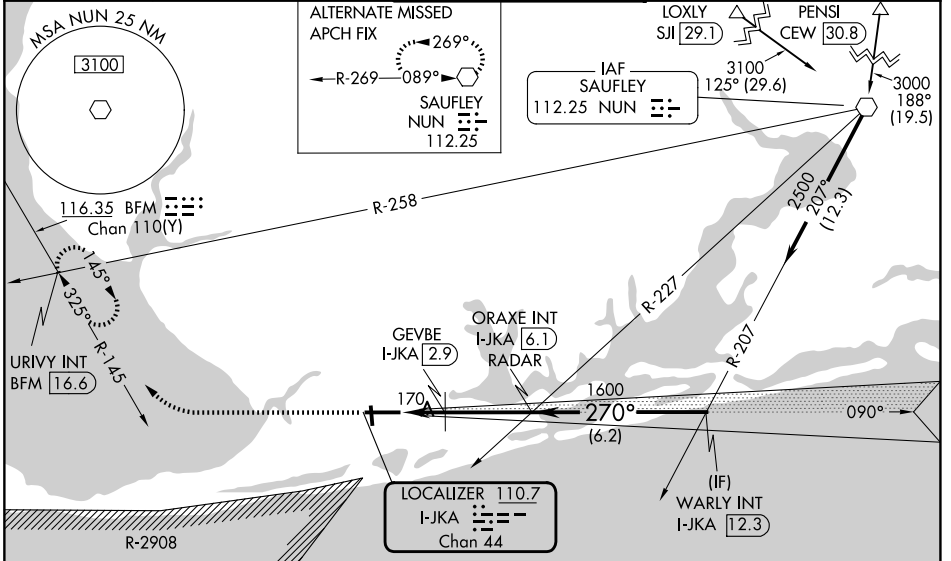 MSA NUN 25 NM
3100
116.35 BFM
Chan 110(Y)
ALTERNATE MISSED
APCH FIX
269°
R-269
089°
SAUFLEY
NUN
112.25
LOXLY
SJI 29.1
PENSI
CEW 30.8
3100
125° (29.6)
3000
188°
(19.5)
IAF
SAUFLEY
112.25 NUN
R-258
2500
207°
(12.3)
R-227
R-207
145°
325°
R-145
URIVY INT
BFM 16.6
GEVBE
I-JKA 2.9
ORAXE INT
I-JKA 6.1
RADAR
170
1600
270°
(6.2)
090°
(IF)
WARLY INT
I-JKA 12.3
LOCALIZER 110.7
I-JKA
Chan 44
R-2908